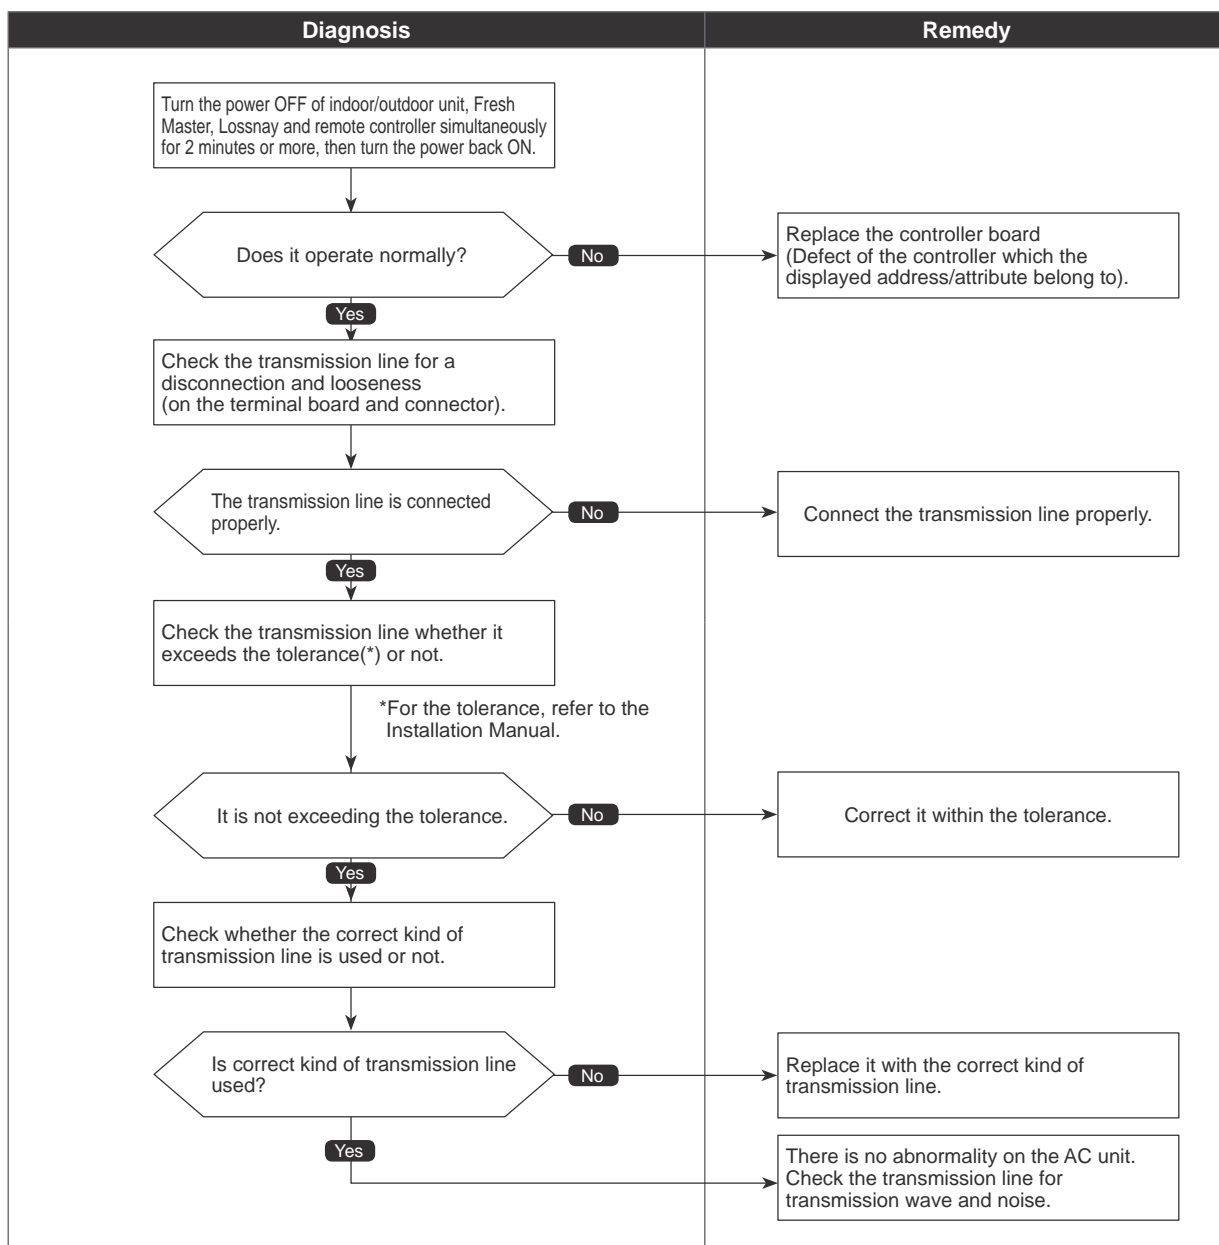 Diagnosis
Remedy
Turn the power OFF of indoor/outdoor unit, Fresh
Master, Lossnay and remote controller simultaneously
for 2 minutes or more, then turn the power back ON.
Does it operate normally?
No
Replace the controller board
(Defect of the controller which the
displayed address/attribute belong to).
Yes
Check the transmission line for a
disconnection and looseness
(on the terminal board and connector).
The transmission line is connected
properly.
No
Connect the transmission line properly.
Yes
Check the transmission line whether it
exceeds the tolerance(*) or not.
*For the tolerance, refer to the
Installation Manual.
It is not exceeding the tolerance.
No
Correct it within the tolerance.
Yes
Check whether the correct kind of
transmission line is used or not.
Is correct kind of transmission line
used?
No
Replace it with the correct kind of
transmission line.
Yes
There is no abnormality on the AC unit.
Check the transmission line for
transmission wave and noise.